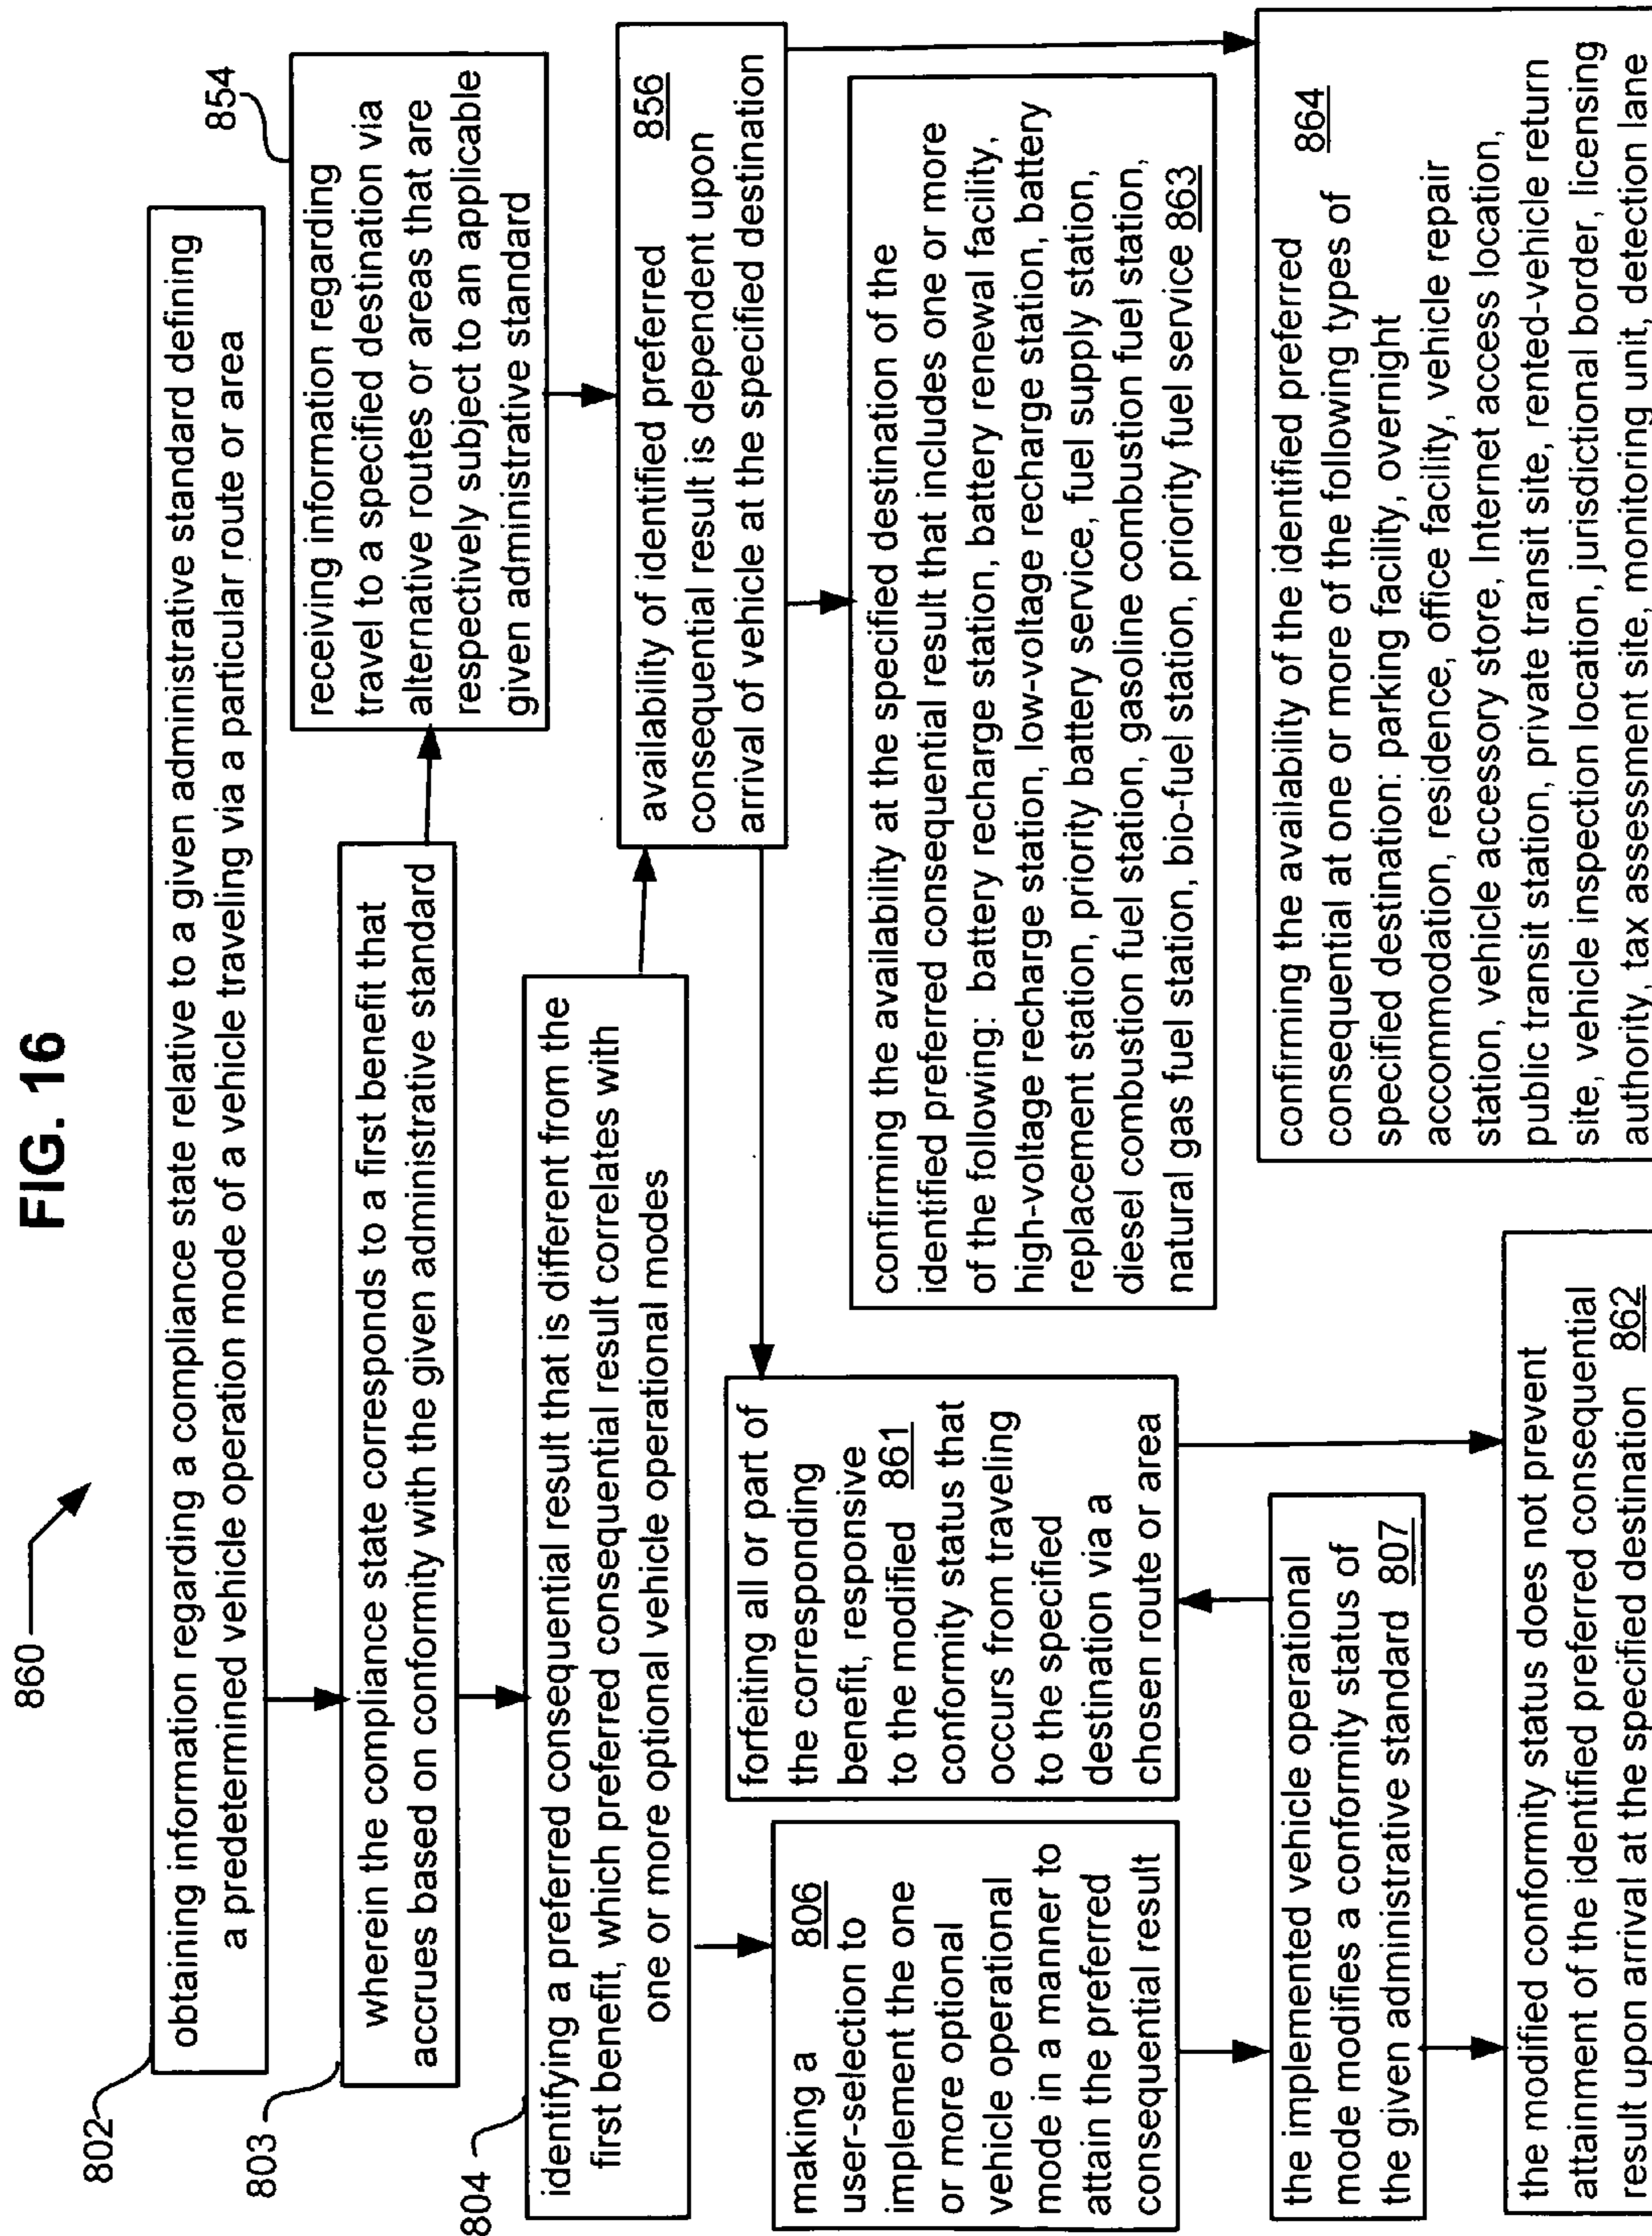 FIG. 16
860
802
obtaining information regarding a compliance state relative to a given administrative standard defining
a predetermined vehicle operation mode of a vehicle traveling via a particular route or area
803
wherein the compliance state corresponds to a first benefit that
accrues based on conformity with the given administrative standard
854
receiving information regarding
travel to a specified destination via
alternative routes or areas that are
respectively subject to an applicable
given administrative standard
804
identifying a preferred consequential result that is different from the
first benefit, which preferred consequential result correlates with
one or more optional vehicle operational modes
availability of identified preferred 856
consequential result is dependent upon
arrival of vehicle at the specified destination
making a 806
user-selection to
implement the one
or more optional
vehicle operational
mode in a manner to
attain the preferred
consequential result
forfeiting all or part of
the corresponding
benefit, responsive
to the modified 861
conformity status that
occurs from traveling
to the specified
destination via a
chosen route or area
confirming the availability at the specified destination of the
identified preferred consequential result that includes one or more
of the following: battery recharge station, battery renewal facility,
high-voltage recharge station, low-voltage recharge station, battery
replacement station, priority battery service, fuel supply station,
diesel combustion fuel station, gasoline combustion fuel station,
natural gas fuel station, bio-fuel station, priority fuel service 863
the implemented vehicle operational
mode modifies a conformity status of
the given administrative standard 807
the modified conformity status does not prevent
attainment of the identified preferred consequential
result upon arrival at the specified destination 862
confirming the availability of the identified preferred
consequential at one or more of the following types of 864
specified destination: parking facility, overnight
accommodation, residence, office facility, vehicle repair
station, vehicle accessory store, Internet access location,
public transit station, private transit site, rented-vehicle return
site, vehicle inspection location, jurisdictional border, licensing
authority, tax assessment site, monitoring unit, detection lane